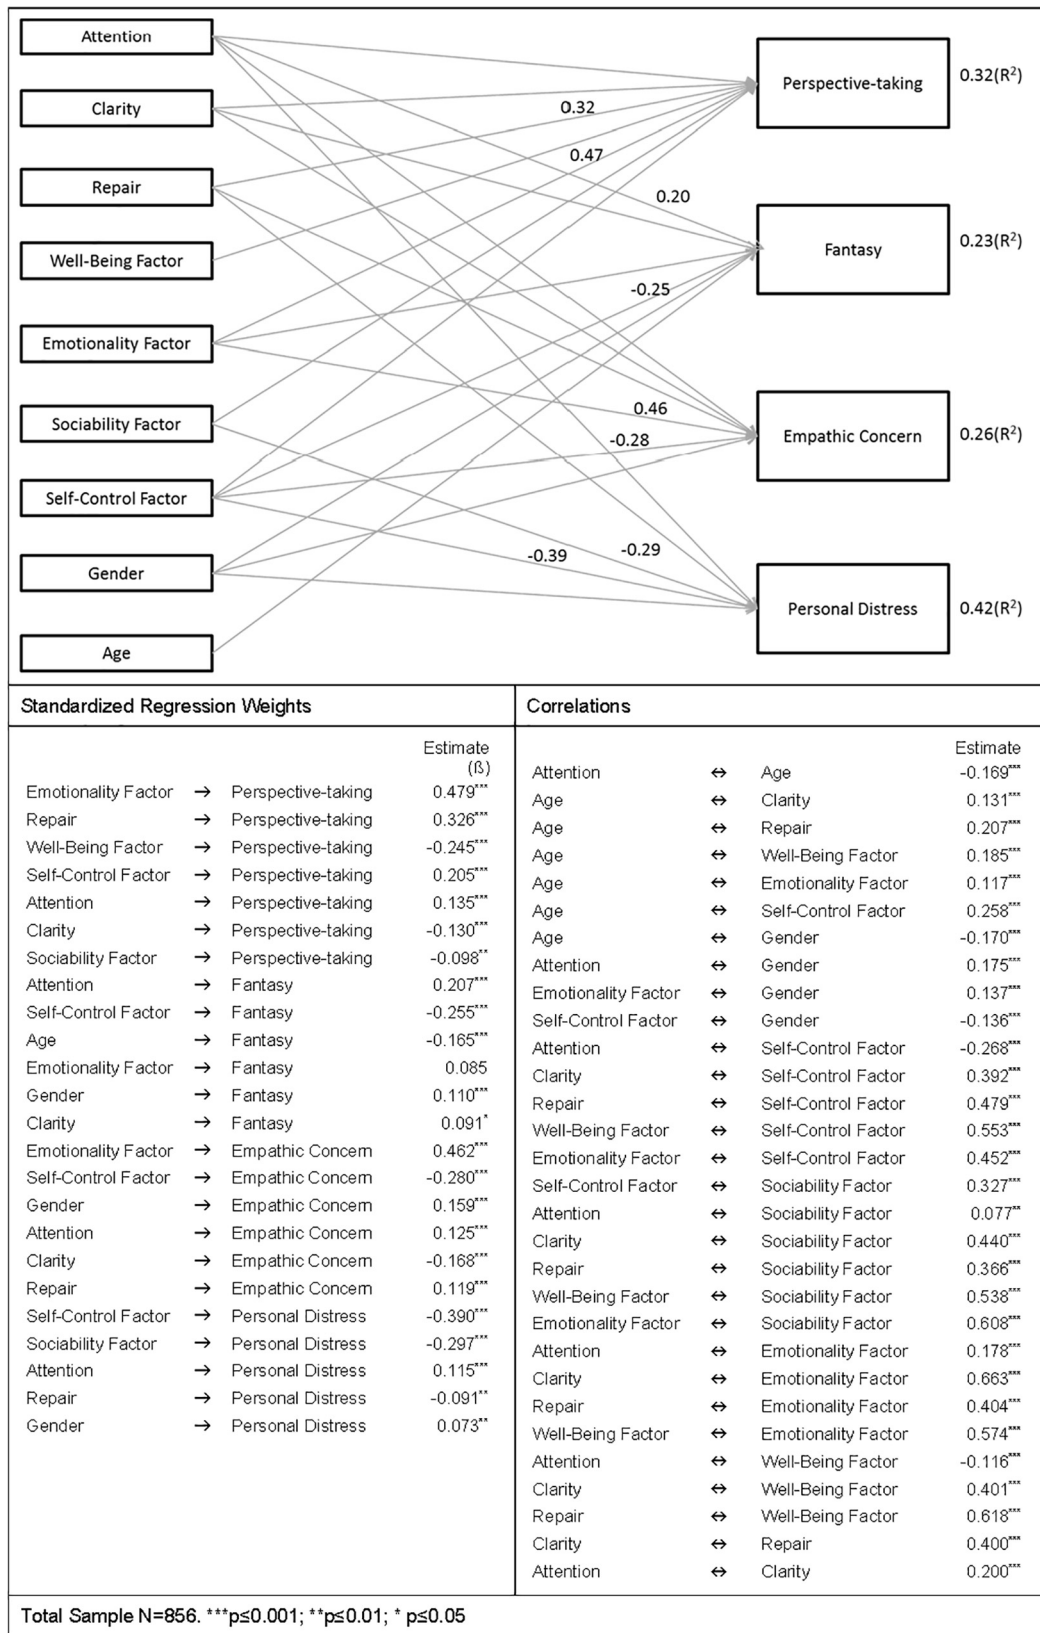 Attention
Clarity
Repair
Well-Being Factor
Emotionality Factor
Sociability Factor
Self-Control Factor
Gender
Age
0.32
0.47
0.20
-0.25
0.46
-0.28
-0.29
-0.39
Perspective-taking 0.32(R²)
Fantasy 0.23(R²)
Empathic Concern 0.26(R²)
Personal Distress 0.42(R²)
Standardized Regression Weights
Estimate
(ß)
Emotionality Factor → Perspective-taking 0.479***
Repair → Perspective-taking 0.326***
Well-Being Factor → Perspective-taking -0.245***
Self-Control Factor → Perspective-taking 0.205***
Attention → Perspective-taking 0.135***
Clarity → Perspective-taking -0.130***
Sociability Factor → Perspective-taking -0.098**
Attention → Fantasy 0.207***
Self-Control Factor → Fantasy -0.255***
Age → Fantasy -0.165***
Emotionality Factor → Fantasy 0.085
Gender → Fantasy 0.110***
Clarity → Fantasy 0.091*
Emotionality Factor → Empathic Concern 0.462***
Self-Control Factor → Empathic Concern -0.280***
Gender → Empathic Concern 0.159***
Attention → Empathic Concern 0.125***
Clarity → Empathic Concern -0.168***
Repair → Empathic Concern 0.119***
Self-Control Factor → Personal Distress -0.390***
Sociability Factor → Personal Distress -0.297***
Attention → Personal Distress 0.115***
Repair → Personal Distress -0.091**
Gender → Personal Distress 0.073**
Correlations
Estimate
Attention ↔ Age -0.169***
Age ↔ Clarity 0.131***
Age ↔ Repair 0.207***
Age ↔ Well-Being Factor 0.185***
Age ↔ Emotionality Factor 0.117***
Age ↔ Self-Control Factor 0.258***
Age ↔ Gender -0.170***
Attention ↔ Gender 0.175***
Emotionality Factor ↔ Gender 0.137***
Self-Control Factor ↔ Gender -0.136***
Attention ↔ Self-Control Factor -0.268***
Clarity ↔ Self-Control Factor 0.392***
Repair ↔ Self-Control Factor 0.479***
Well-Being Factor ↔ Self-Control Factor 0.553***
Emotionality Factor ↔ Self-Control Factor 0.452***
Self-Control Factor ↔ Sociability Factor 0.327***
Attention ↔ Sociability Factor 0.077**
Clarity ↔ Sociability Factor 0.440***
Repair ↔ Sociability Factor 0.366***
Well-Being Factor ↔ Sociability Factor 0.538***
Emotionality Factor ↔ Sociability Factor 0.608***
Attention ↔ Emotionality Factor 0.178***
Clarity ↔ Emotionality Factor 0.663***
Repair ↔ Emotionality Factor 0.404***
Well-Being Factor ↔ Emotionality Factor 0.574***
Attention ↔ Well-Being Factor -0.116***
Clarity ↔ Well-Being Factor 0.401***
Repair ↔ Well-Being Factor 0.618***
Clarity ↔ Repair 0.400***
Attention ↔ Clarity 0.200***
Total Sample N=856. ***p≤0.001; **p≤0.01; * p≤0.05